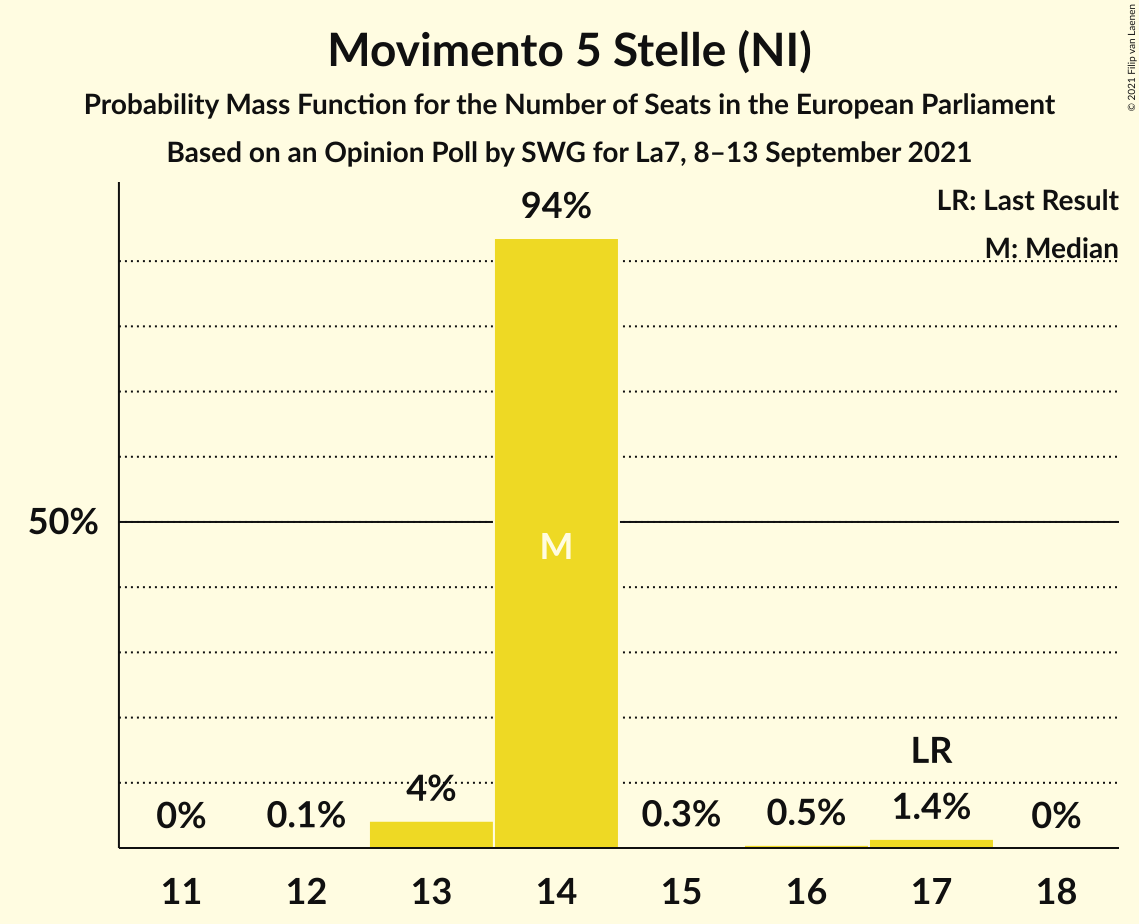 Movimento 5 Stelle (NI)
Probability Mass Function for the Number of Seats in the European Parliament
Based on an Opinion Poll by SWG for La7, 8–13 September 2021
© 2021 Filip van Laenen
LR: Last Result
M: Median
94%
50%
M
LR
0%
0.1%
4%
0.3%
0.5%
1.4%
0%
11 12 13 14 15 16 17 18